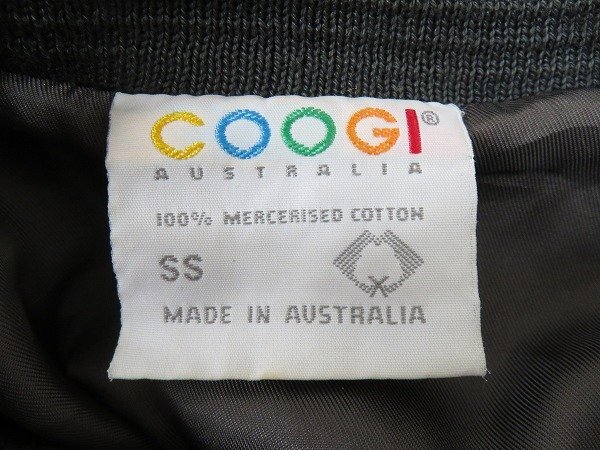 COOGI®
AUSTRALIA
100% MERCERISED COTTON
SS
MADE IN AUSTRALIA